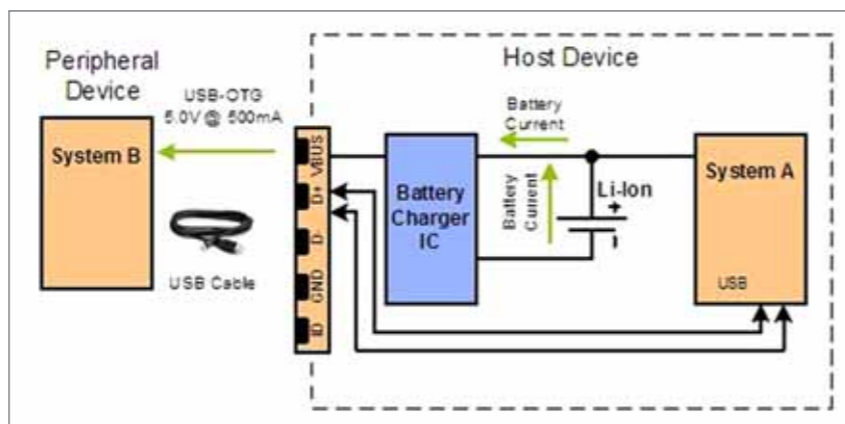 Peripheral
Device
USB-OTG
5.0V @ 500mA
System B
USB Cable
VBUS
D+
D-
GND
ID
Host Device
Battery
Current
Battery
Charger
IC
Battery
Current
Li-Ion
+
System A
USB